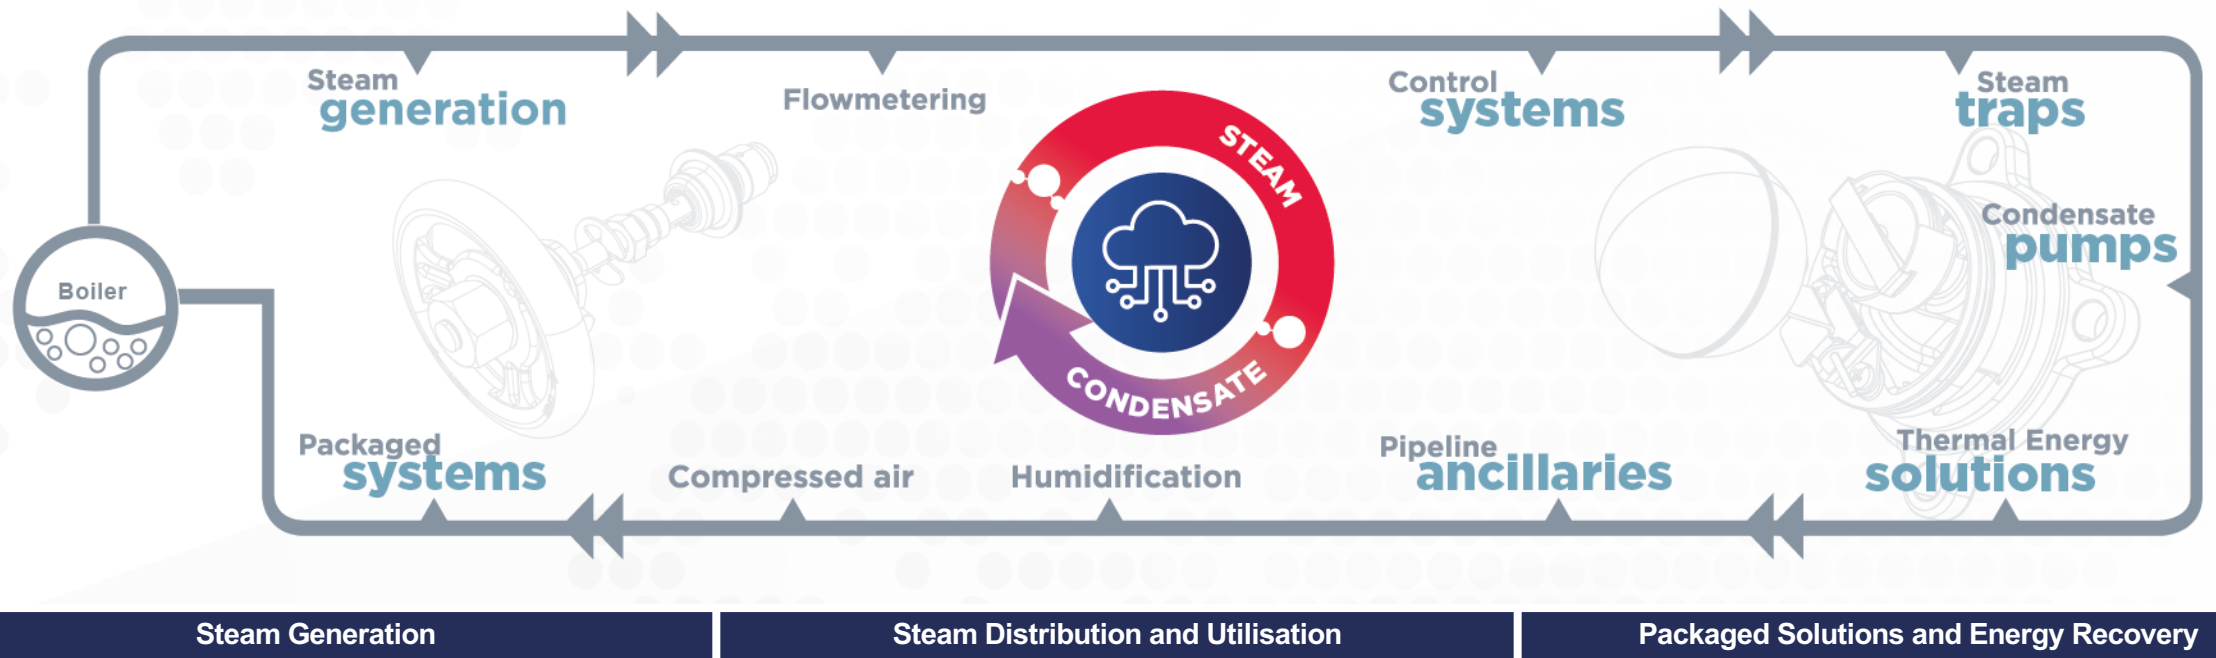 Steam
generation
Flowmetering
Control
systems
Steam
traps
STEAM
Condensate
pumps
Boiler
CONDENSATE
Packaged
systems
Compressed air
Humidification
Pipeline
ancillaries
Thermal Energy
solutions
Steam Generation
Steam Distribution and Utilisation
Packaged Solutions and Energy Recovery